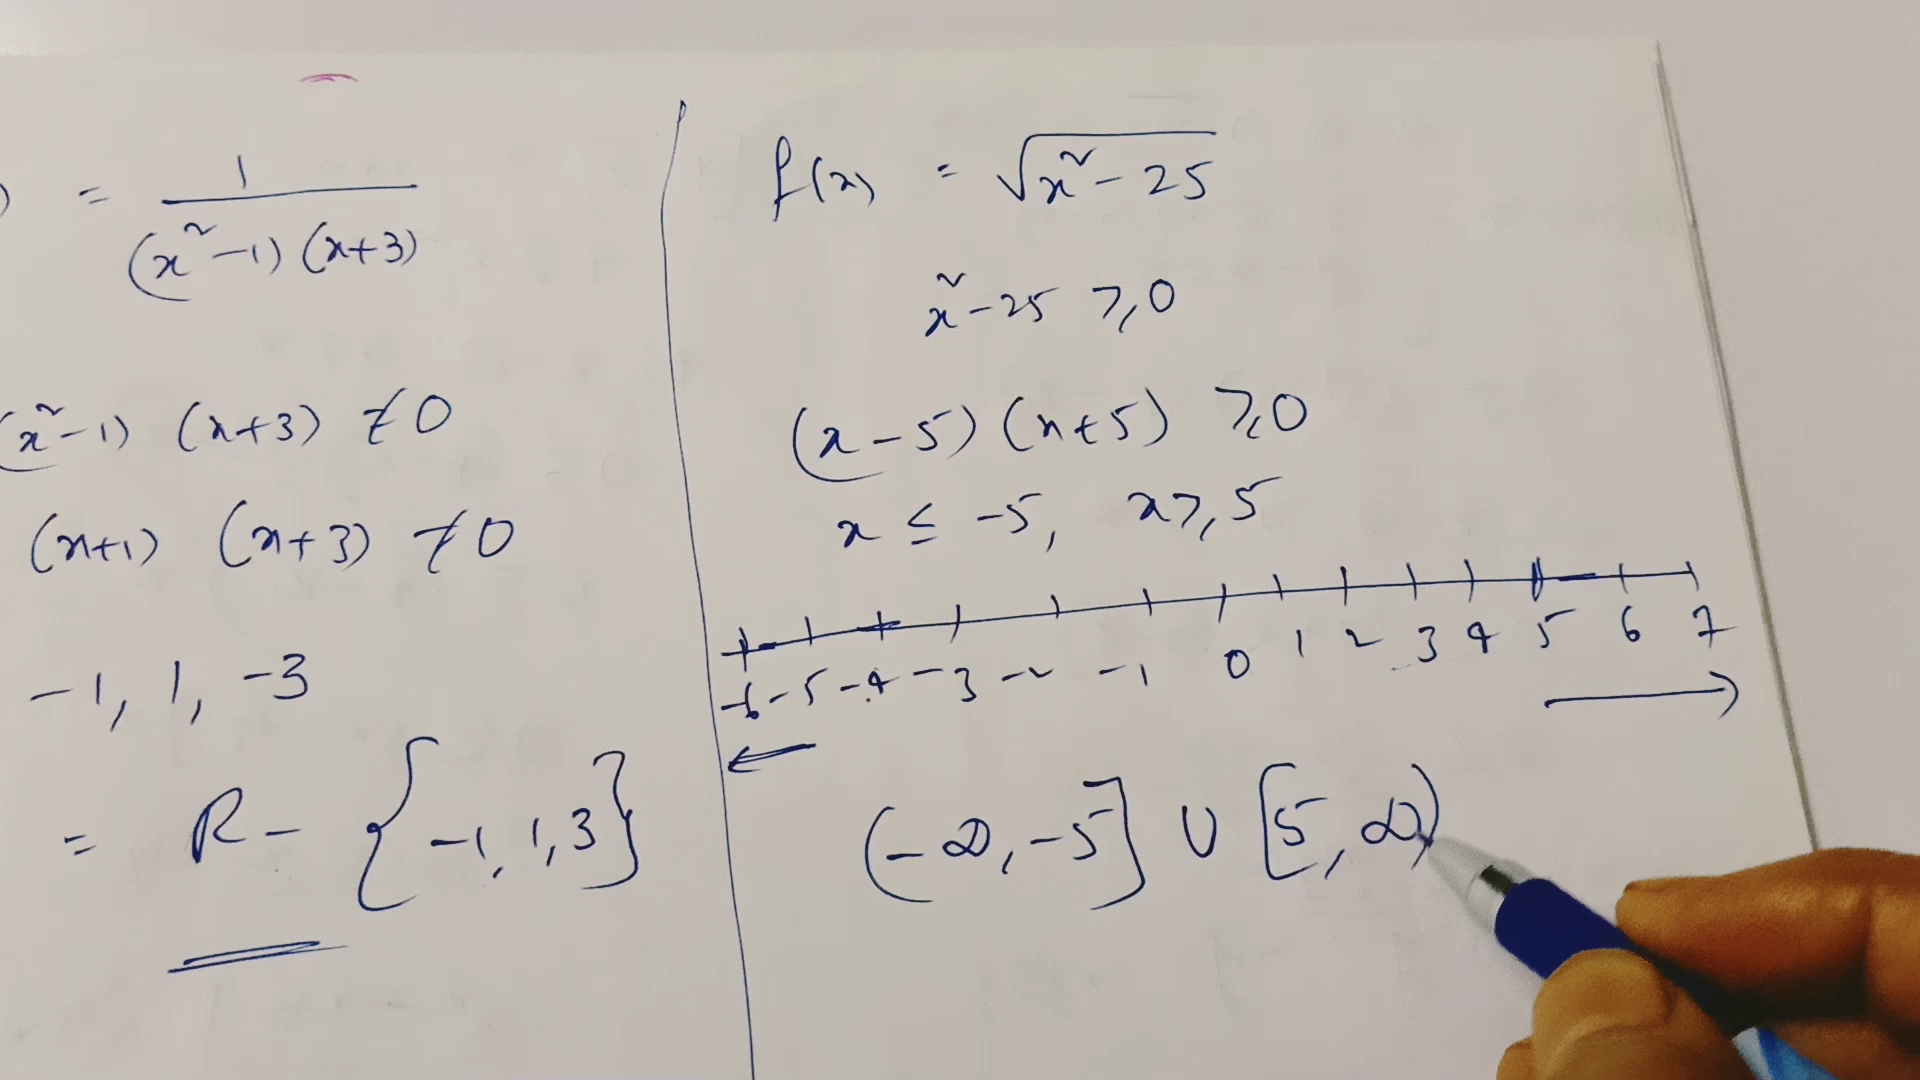 ) = 1 / (x²-1) (x+3)
(x²-1) (x+3) ≠ 0
(x+1) (x+3) ≠ 0
-1, 1, -3
= R - {-1, 1, 3}
f(x) = √x²-25
x²-25 ≥ 0
(x-5) (x+5) ≥ 0
x ≤ -5, x ≥ 5
-6 -5 -4 -3 -2 -1 0 1 2 3 4 5 6 7
(-∞, -5] ∪ [5, ∞)